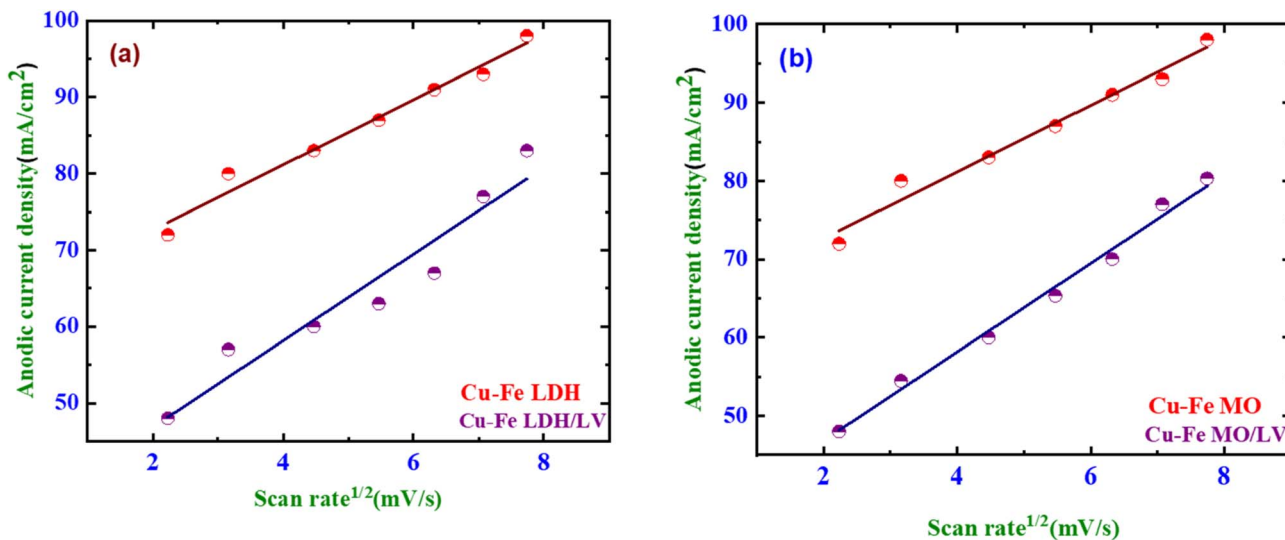 (a)
Anodic current density(mA/cm²)
100
90
80
70
60
50
2
4
6
8
Scan rate¹/²(mV/s)
Cu-Fe LDH
Cu-Fe LDH/LV
(b)
Anodic current density(mA/cm²)
100
90
80
70
60
50
2
4
6
8
Scan rate¹/²(mV/s)
Cu-Fe MO
Cu-Fe MO/LV